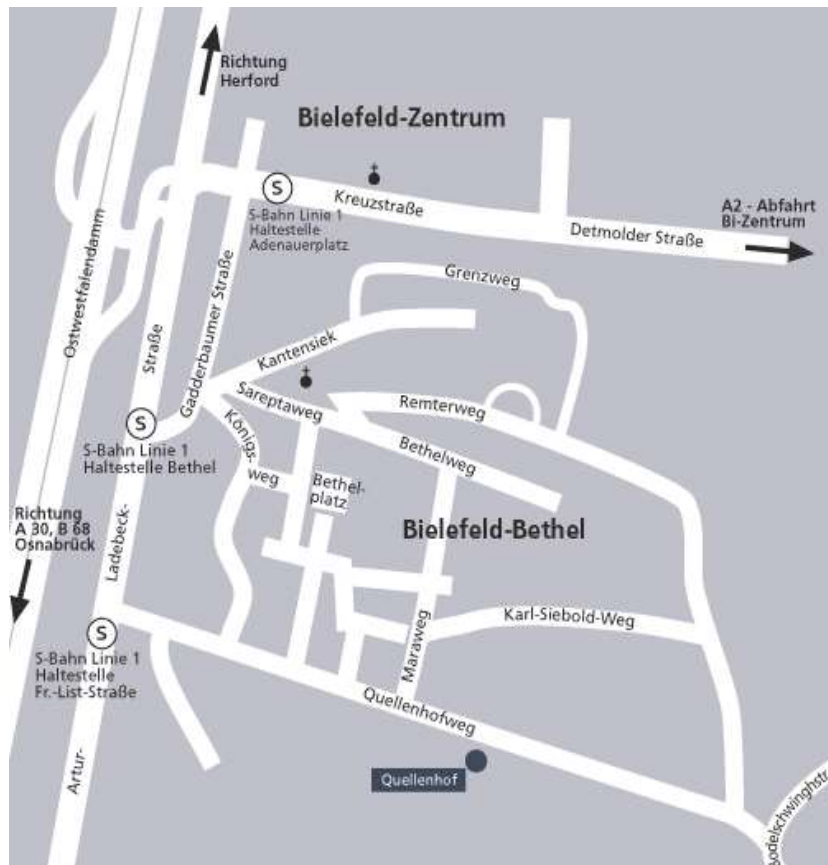 Richtung
Herford
Bielefeld-Zentrum
S
Kreuzstraße
A2 - Abfahrt
Bi-Zentrum
S-Bahn Linie 1
Haltestelle
Adenauerplatz
Detmolder Straße
Ostwestfalendamm
Grenzweg
Straße
Gadderbaumer Straße
Kantensiek
Sareptaweg
Remterweg
S
S-Bahn Linie 1
Haltestelle Bethel
Königs-
weg
Bethelweg
Bethel-
platz
Richtung
A 30, B 68
Osnabrück
Ladebeck-
Bielefeld-Bethel
Karl-Siebold-Weg
S
S-Bahn Linie 1
Haltestelle
Fr.-List-Straße
Maraweg
Quellenhofweg
Artur-
Quellenhof
odelschwinghstr